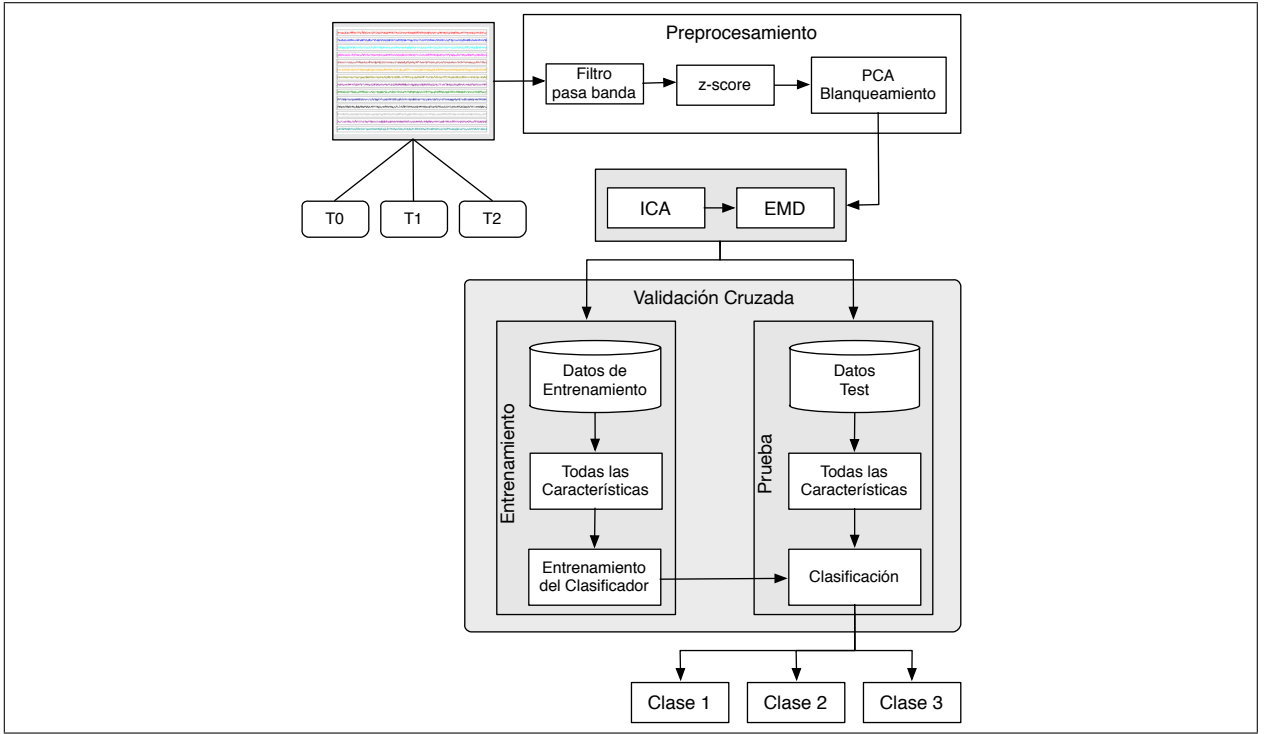 Preprocesamiento
Filtro
pasa banda
z-score
PCA
Blanqueamiento
T0
T1
T2
ICA
EMD
Validación Cruzada
Entrenamiento
Datos de
Entrenamiento
Todas las
Características
Entrenamiento
del Clasificador
Prueba
Datos
Test
Todas las
Características
Clasificación
Clase 1
Clase 2
Clase 3